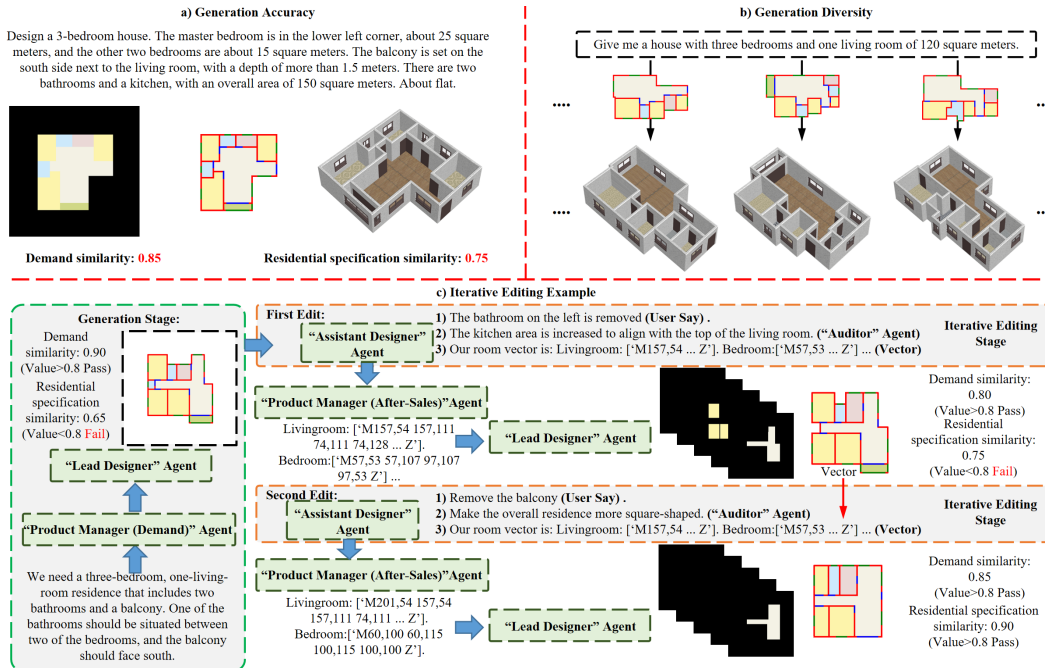 a) Generation Accuracy
Design a 3-bedroom house. The master bedroom is in the lower left corner, about 25 square
meters, and the other two bedrooms are about 15 square meters. The balcony is set on the
south side next to the living room, with a depth of more than 1.5 meters. There are two
bathrooms and a kitchen, with an overall area of 150 square meters. About flat.
Demand similarity: 0.85
Residential specification similarity: 0.75
b) Generation Diversity
Give me a house with three bedrooms and one living room of 120 square meters.
....
...
....
...
c) Iterative Editing Example
Generation Stage:
Demand
similarity: 0.90
(Value>0.8 Pass)
Residential
specification
similarity: 0.65
(Value<0.8 Fail)
“Lead Designer” Agent
“Product Manager (Demand)” Agent
We need a three-bedroom, one-living-
room residence that includes two
bathrooms and a balcony. One of the
bathrooms should be situated between
two of the bedrooms, and the balcony
should face south.
First Edit:
“Assistant Designer”
Agent
1) The bathroom on the left is removed (User Say) .
2) The kitchen area is increased to align with the top of the living room. (“Auditor” Agent)
3) Our room vector is: Livingroom: [‘M157,54 ... Z’]. Bedroom:[‘M57,53 ... Z’] ... (Vector)
Iterative Editing
Stage
“Product Manager (After-Sales)”Agent
Livingroom: [‘M157,54 157,111
74,111 74,128 ... Z’].
Bedroom:[‘M57,53 57,107 97,107
97,53 Z’] ...
“Lead Designer” Agent
Vector
Demand similarity:
0.80
(Value>0.8 Pass)
Residential
specification similarity:
0.75
(Value<0.8 Fail)
Second Edit:
“Assistant Designer”
Agent
1) Remove the balcony (User Say) .
2) Make the overall residence more square-shaped. (“Auditor” Agent)
3) Our room vector is: Livingroom: [‘M157,54 ... Z’]. Bedroom:[‘M57,53 ... Z’] ... (Vector)
Iterative Editing
Stage
“Product Manager (After-Sales)”Agent
Livingroom: [‘M201,54 157,54
157,111 74,111 ... Z’].
Bedroom:[‘M60,100 60,115
100,115 100,100 Z’].
“Lead Designer” Agent
Demand similarity:
0.85
(Value>0.8 Pass)
Residential specification
similarity: 0.90
(Value>0.8 Pass)